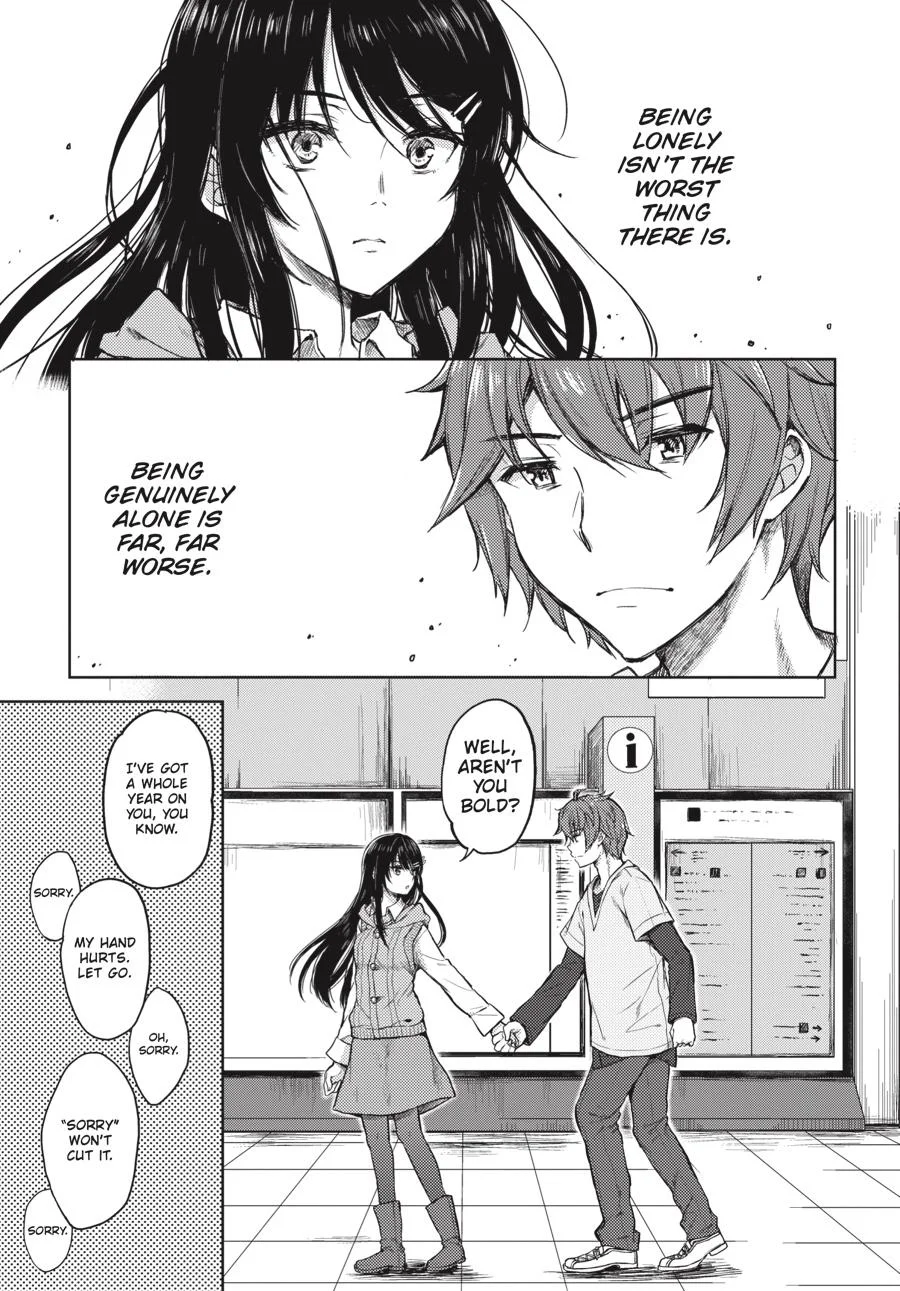 BEING
LONELY
ISN'T THE
WORST
THING
THERE IS.
BEING
GENUINELY
ALONE IS
FAR, FAR
WORSE.
WELL,
AREN'T
YOU
BOLD?
i
I'VE GOT
A WHOLE
YEAR ON
YOU, YOU
KNOW.
SORRY.
MY HAND
HURTS.
LET GO.
OH,
SORRY.
"SORRY"
WON'T
CUT IT.
SORRY.